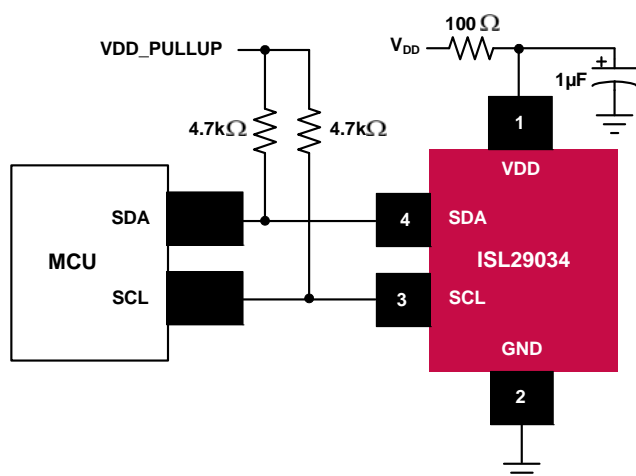 100Ω
VDD_PULLUP
VDD
1µF
+
4.7kΩ
4.7kΩ
1
VDD
SDA
4
SDA
MCU
ISL29034
SCL
3
SCL
GND
2